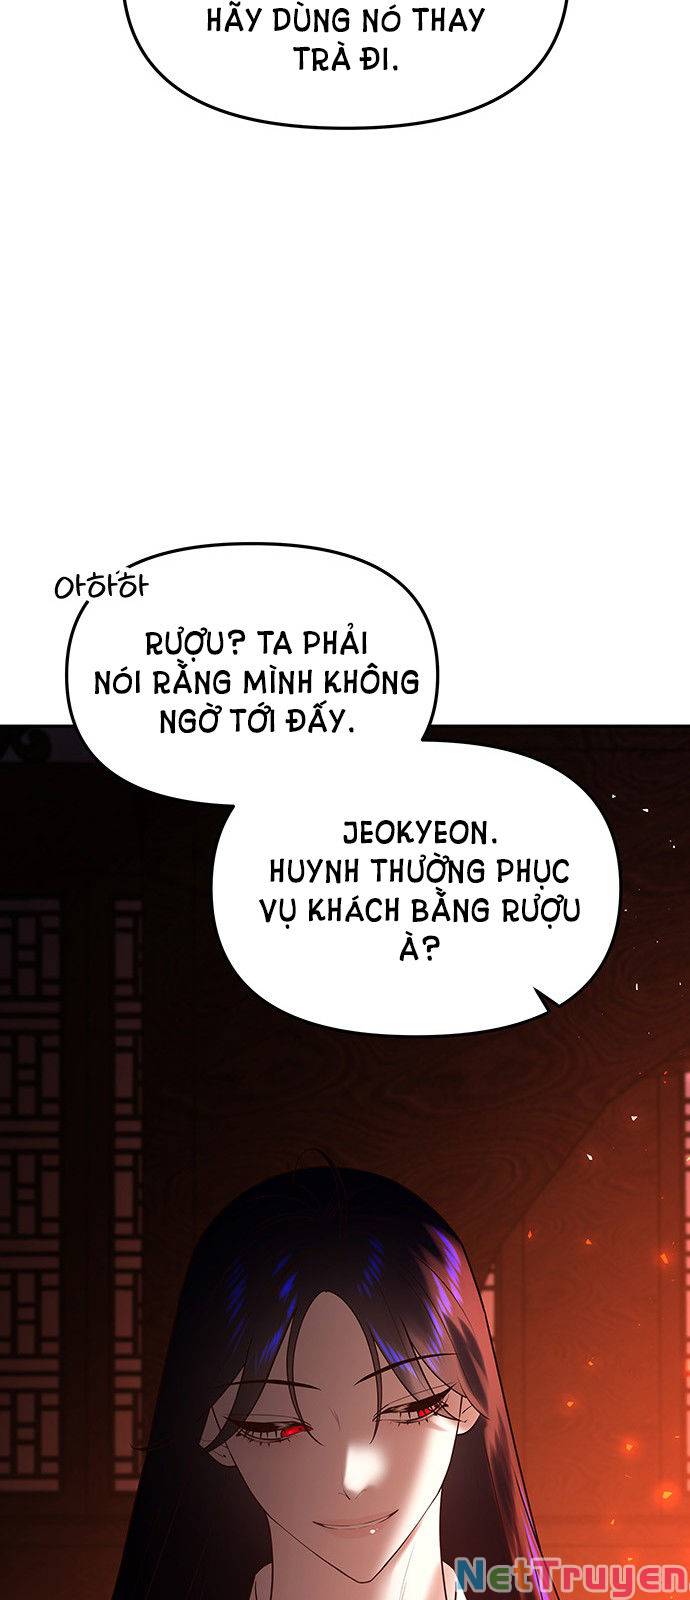 HÃY DÙNG NÓ THAY
TRÀ ĐI.
아하하
RƯỢU? TA PHẢI
NÓI RẰNG MÌNH KHÔNG
NGỜ TỚI ĐẤY.
JEOKYEON.
HUYNH THƯỜNG PHỤC
VỤ KHÁCH BẰNG RƯỢU
À?
NetTruyen